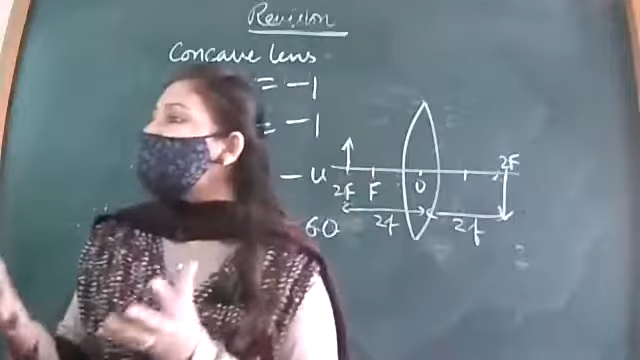 Revision
Concave lens
= -1
= -1
- u
2F F O 2F
2f 2f
60